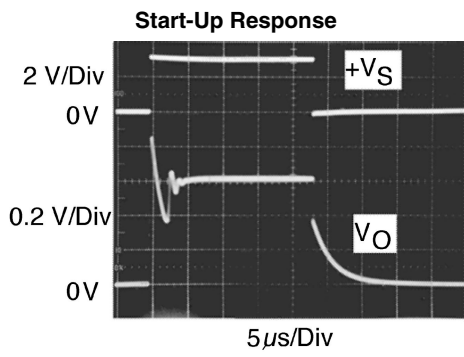 Start-Up Response
2 V/Div
+VS
0V
0.2 V/Div
VO
0V
5µs/Div